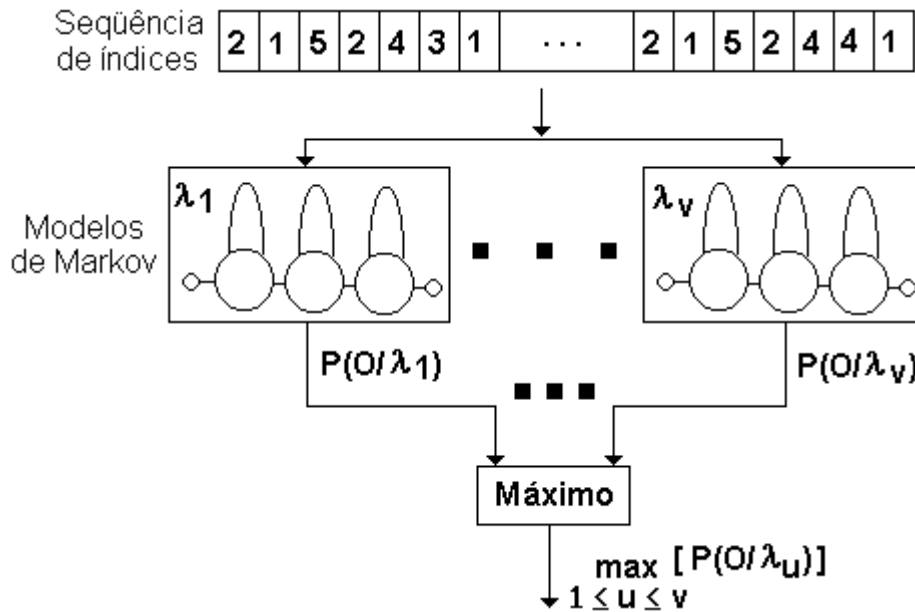 Seqüência
de índices
2 1 5 2 4 3 1 ... 2 1 5 2 4 4 1
λ1
λv
Modelos
de Markov
P(O/λ1)
P(O/λv)
Máximo
max [P(O/λu)]
1 ≤ u ≤ v